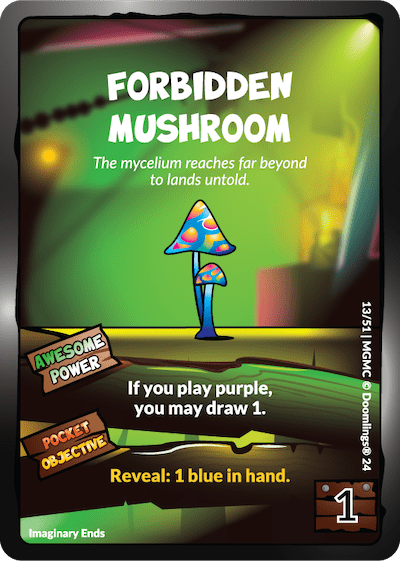 FORBIDDEN
MUSHROOM
The mycelium reaches far beyond
to lands untold.
AWESOME
POWER
If you play purple,
you may draw 1.
POCKET
OBJECTIVE
Reveal: 1 blue in hand.
13/51 | MGMC © Doomlings® 24
1
Imaginary Ends